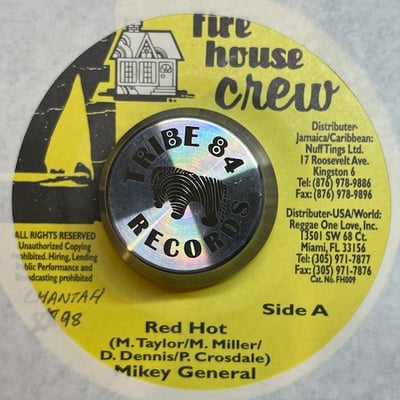 fire
house
crew
Distributer-
Jamaica/Caribbean:
Nuff Tings Ltd.
17 Roosevelt Ave.
Kingston 6
Tel:(876) 978-9886
Fax:(876) 978-9896
Distributer-USA/World:
Reggae One Love, Inc.
13501 SW 68 Ct.
Miami, FL 33156
Tel:(305) 971-7877
Fax:(305) 971-7876
Cat. No. FH009
TRIBE 84
RECORDS
ALL RIGHTS RESERVED
Unauthorized Copying
Prohibited. Hiring, Lending
Public Performance and
Broadcasting prohibited
98
Side A
Red Hot
(M. Taylor/M. Miller/
D. Dennis/P. Crosdale)
Mikey General